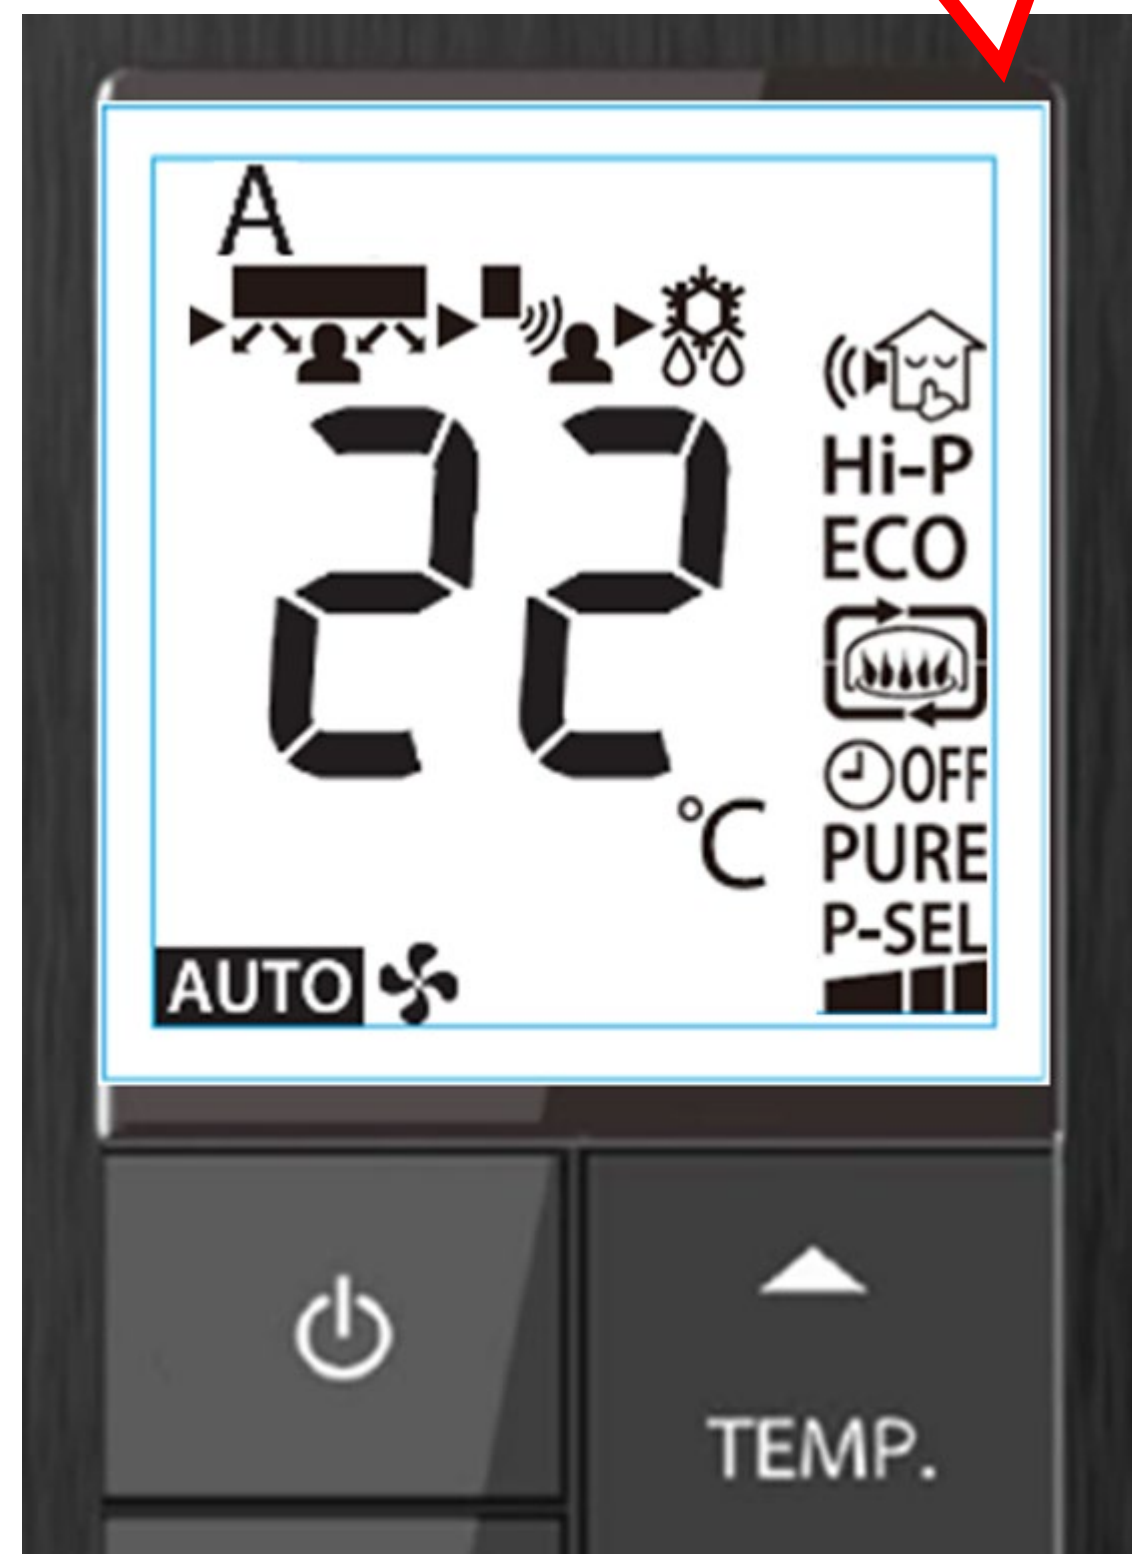 A
22
°C
Hi-P
ECO
OFF
PURE
P-SEL
AUTO
TEMP.